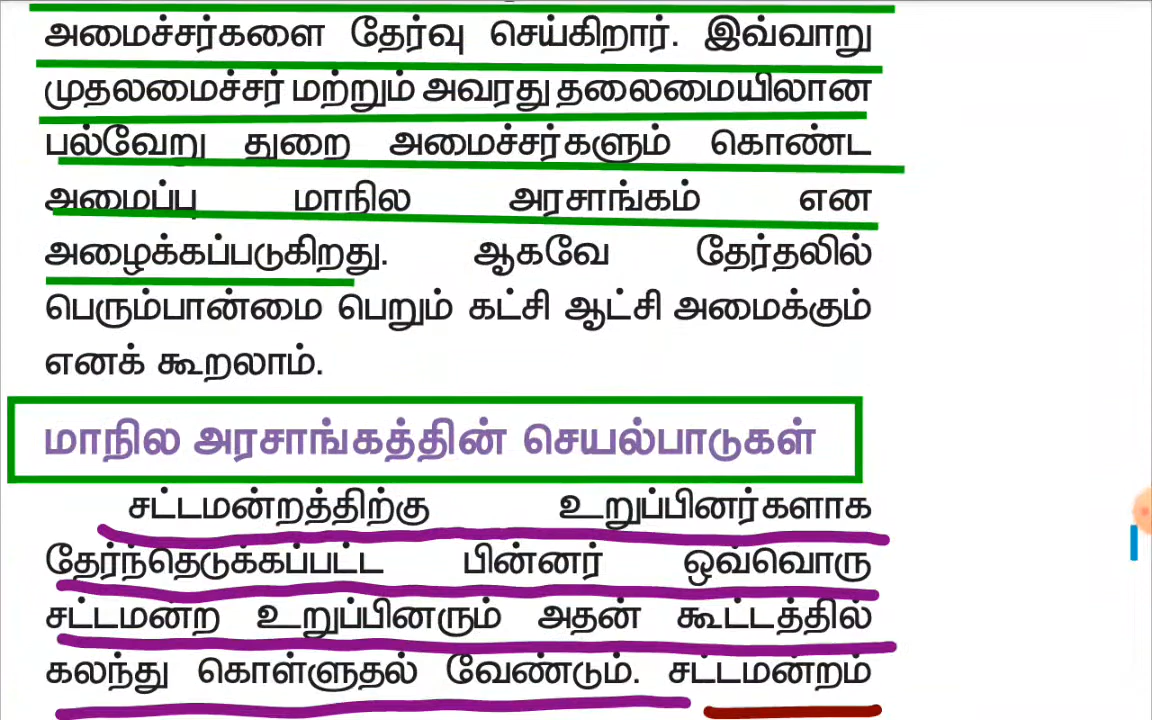 அமைச்சர்களை தேர்வு செய்கிறார். இவ்வாறு
முதலமைச்சர் மற்றும் அவரது தலைமையிலான
பல்வேறு துறை அமைச்சர்களும் கொண்ட
அமைப்பு மாநில அரசாங்கம் என
அழைக்கப்படுகிறது. ஆகவே தேர்தலில்
பெரும்பான்மை பெறும் கட்சி ஆட்சி அமைக்கும்
எனக் கூறலாம்.
மாநில அரசாங்கத்தின் செயல்பாடுகள்
சட்டமன்றத்திற்கு உறுப்பினர்களாக
தேர்ந்தெடுக்கப்பட்ட பின்னர் ஒவ்வொரு
சட்டமன்ற உறுப்பினரும் அதன் கூட்டத்தில்
கலந்து கொள்ளுதல் வேண்டும். சட்டமன்றம்